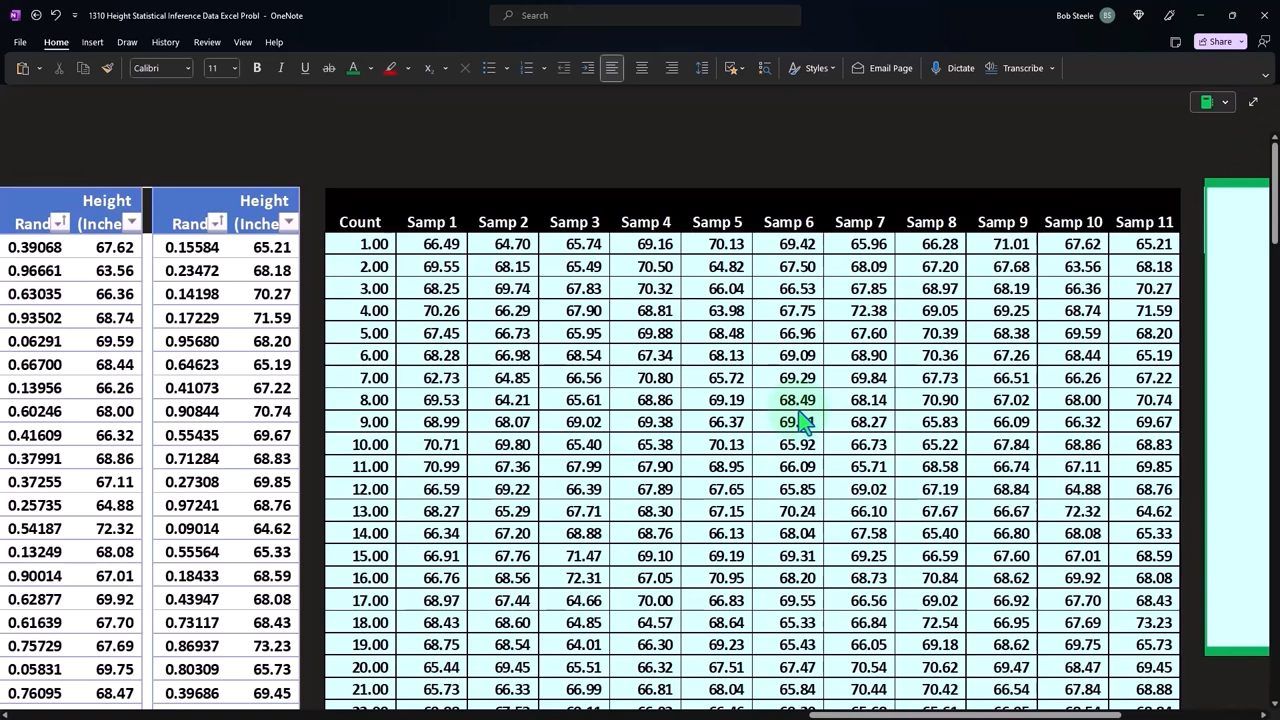 1310 Height Statistical Inference Data Excel Probl - OneNote
Search
Bob Steele BS
File Home Insert Draw History Review View Help
Share
Calibri 11 B I U ab A x Styles Email Page Dictate Transcribe
Height Height
Rand (Inche Rand (Inche
0.39068 67.62 0.15584 65.21
0.96661 63.56 0.23472 68.18
0.63035 66.36 0.14198 70.27
0.93502 68.74 0.17229 71.59
0.06291 69.59 0.95680 68.20
0.66700 68.44 0.64623 65.19
0.13956 66.26 0.41073 67.22
0.60246 68.00 0.90844 70.74
0.41609 66.32 0.55435 69.67
0.37991 68.86 0.71284 68.83
0.37255 67.11 0.27308 69.85
0.25735 64.88 0.97241 68.76
0.54187 72.32 0.09014 64.62
0.13249 68.08 0.55564 65.33
0.90014 67.01 0.18433 68.59
0.62877 69.92 0.43947 68.08
0.61639 67.70 0.73117 68.43
0.75729 67.69 0.86937 73.23
0.05831 69.75 0.80309 65.73
0.76095 68.47 0.39686 69.45
Count Samp 1 Samp 2 Samp 3 Samp 4 Samp 5 Samp 6 Samp 7 Samp 8 Samp 9 Samp 10 Samp 11
1.00 66.49 64.70 65.74 69.16 70.13 69.42 65.96 66.28 71.01 67.62 65.21
2.00 69.55 68.15 65.49 70.50 64.82 67.50 68.09 67.20 67.68 63.56 68.18
3.00 68.25 69.74 67.83 70.32 66.04 66.53 67.85 68.97 68.19 66.36 70.27
4.00 70.26 66.29 67.90 68.81 63.98 67.75 72.38 69.05 69.25 68.74 71.59
5.00 67.45 66.73 65.95 69.88 68.48 66.96 67.60 70.39 68.38 69.59 68.20
6.00 68.28 66.98 68.54 67.34 68.13 69.09 68.90 70.36 67.26 68.44 65.19
7.00 62.73 64.85 66.56 70.80 65.72 69.29 69.84 67.73 66.51 66.26 67.22
8.00 69.53 64.21 65.61 68.86 69.19 68.49 68.14 70.90 67.02 68.00 70.74
9.00 68.99 68.07 69.02 69.38 66.37 68.27 65.83 66.09 66.32 69.67
10.00 70.71 69.80 65.40 65.38 70.13 65.92 66.73 65.22 67.84 68.86 68.83
11.00 70.99 67.36 67.99 67.90 68.95 66.09 65.71 68.58 66.74 67.11 69.85
12.00 66.59 69.22 66.39 67.89 67.65 65.85 69.02 67.19 68.84 64.88 68.76
13.00 68.27 65.29 67.71 68.30 67.15 70.24 66.10 67.67 66.67 72.32 64.62
14.00 66.34 67.20 68.88 68.76 66.13 68.04 67.58 65.40 66.80 68.08 65.33
15.00 66.91 67.76 71.47 69.10 69.19 69.31 69.25 66.59 67.60 67.01 68.59
16.00 66.76 68.56 72.31 67.05 70.95 68.20 68.73 70.84 68.62 69.92 68.08
17.00 68.97 67.44 64.66 70.00 66.83 69.55 66.56 69.02 66.92 67.70 68.43
18.00 68.43 68.60 64.85 64.57 68.64 65.33 66.84 72.54 66.95 67.69 73.23
19.00 68.75 68.54 64.01 66.30 69.23 65.43 66.05 69.18 68.62 69.75 65.73
20.00 65.44 69.45 65.51 66.32 67.51 67.47 70.54 70.62 69.47 68.47 69.45
21.00 65.73 66.33 66.99 66.81 68.04 65.84 70.44 70.42 66.54 67.84 68.88